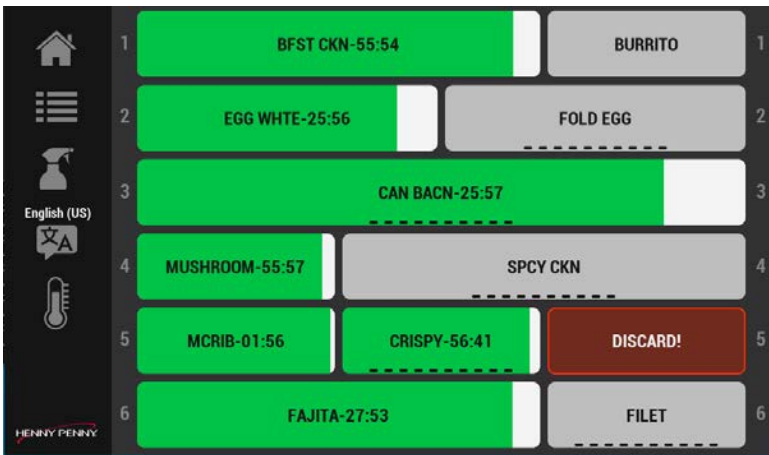 1 BFST CKN-55:54 BURRITO 1
2 EGG WHTE-25:56 FOLD EGG 2
3 CAN BACN-25:57 3
English (US)
文A
4 MUSHROOM-55:57 SPCY CKN 4
5 MCRIB-01:56 CRISPY-56:41 DISCARD! 5
6 FAJITA-27:53 FILET 6
HENNY PENNY